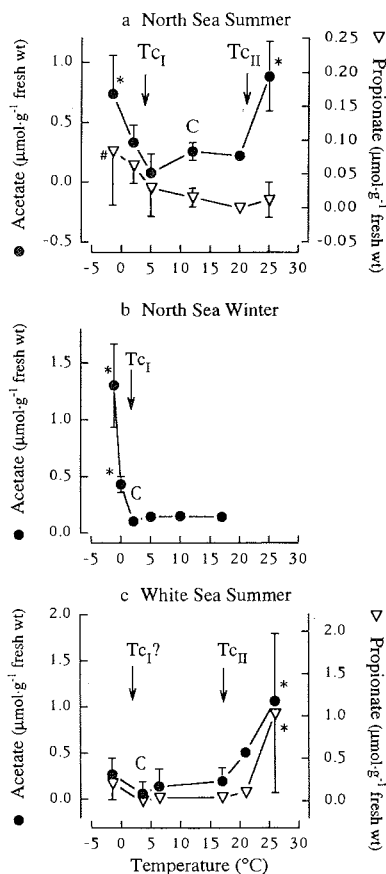 a North Sea Summer
● Acetate (µmol·g⁻¹ fresh wt)
1.0
0.5
0.0
-0.5
*
#
Tc_I
C
Tc_II
*
0.25
0.20
0.15
0.10
0.05
0.00
0.05
▽ Propionate (µmol·g⁻¹ fresh wt)
-5 0 5 10 15 20 25 30
b North Sea Winter
● Acetate (µmol·g⁻¹ fresh wt)
1.5
1.0
0.5
0.0
*
*
Tc_I
C
-5 0 5 10 15 20 25 30
c White Sea Summer
● Acetate (µmol·g⁻¹ fresh wt)
2.0
1.5
1.0
0.5
0.0
Tc_I?
C
Tc_II
*
*
2.0
1.5
1.0
0.5
0.0
▽ Propionate (µmol·g⁻¹ fresh wt)
-5 0 5 10 15 20 25 30
Temperature (°C)